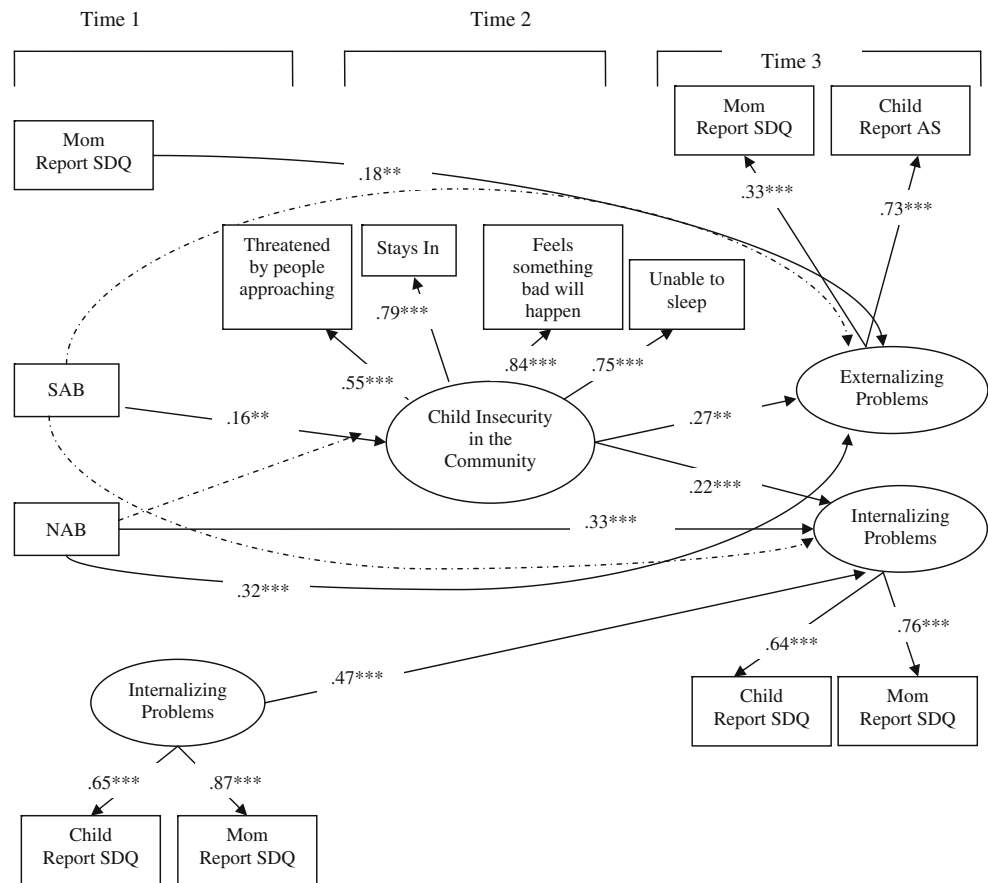 Time 1
Time 2
Time 3
Mom
Report SDQ
Mom
Report SDQ
Child
Report AS
.18**
.33***
.73***
Threatened
by people
approaching
Stays In
Feels
something
bad will
happen
Unable to
sleep
.79***
.55***
.84***
.75***
SAB
.16**
Child Insecurity
in the
Community
.27**
.22***
Externalizing
Problems
NAB
.33***
Internalizing
Problems
.32***
.47***
.64***
.76***
Internalizing
Problems
Child
Report SDQ
Mom
Report SDQ
.65***
.87***
Child
Report SDQ
Mom
Report SDQ